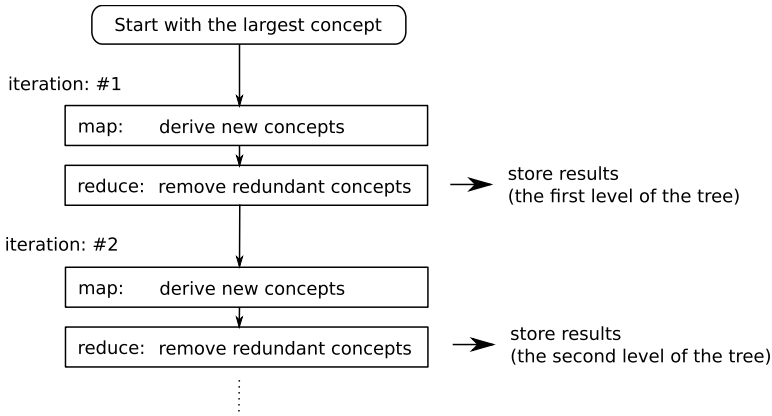 Start with the largest concept
iteration: #1
map: derive new concepts
reduce: remove redundant concepts
store results
(the first level of the tree)
iteration: #2
map: derive new concepts
reduce: remove redundant concepts
store results
(the second level of the tree)